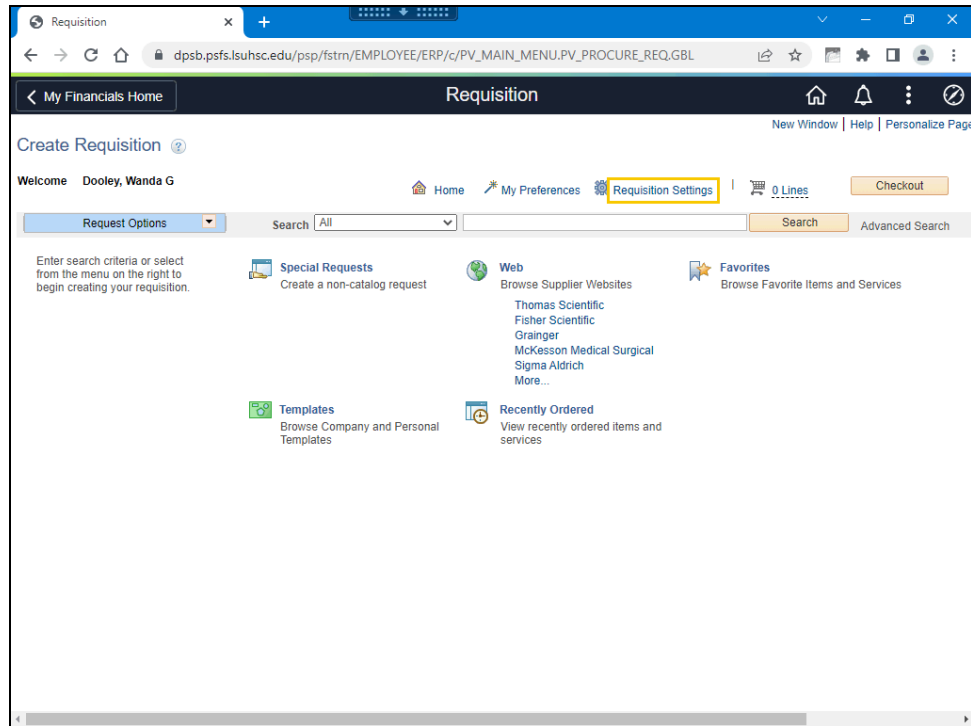 Requisition
dpsb.psfs.lsuhsc.edu/psp/fstrn/EMPLOYEE/ERP/c/PV_MAIN_MENU.PV_PROCURE_REQ.GBL
My Financials Home
Requisition
New Window | Help | Personalize Page
Create Requisition ?
Welcome Dooley, Wanda G
Home My Preferences Requisition Settings | 0 Lines Checkout
Request Options Search All Search Advanced Search
Enter search criteria or select
from the menu on the right to
begin creating your requisition.
Special Requests
Create a non-catalog request
Web
Browse Supplier Websites
Thomas Scientific
Fisher Scientific
Grainger
McKesson Medical Surgical
Sigma Aldrich
More...
Favorites
Browse Favorite Items and Services
Templates
Browse Company and Personal
Templates
Recently Ordered
View recently ordered items and
services